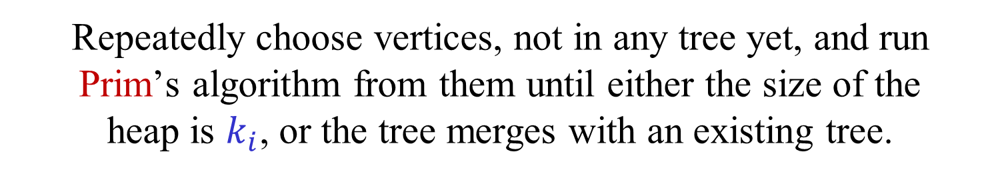 Repeatedly choose vertices, not in any tree yet, and run
Prim’s algorithm from them until either the size of the
heap is kᵢ, or the tree merges with an existing tree.